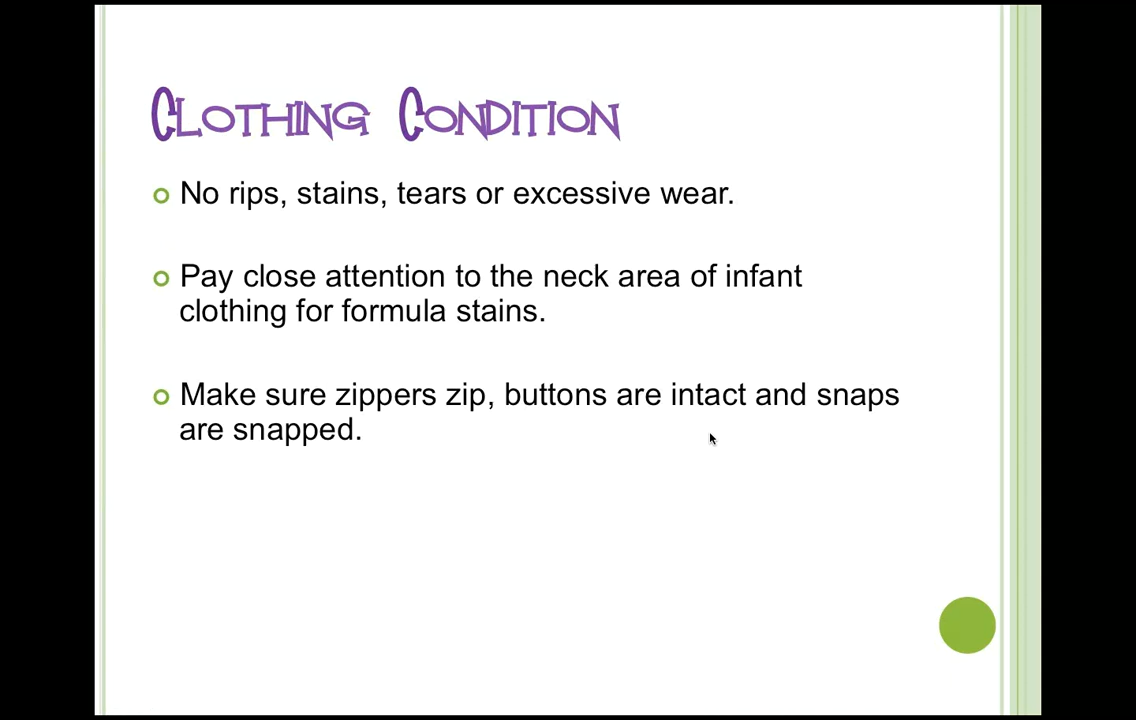 Clothing Condition
No rips, stains, tears or excessive wear.
Pay close attention to the neck area of infant
clothing for formula stains.
Make sure zippers zip, buttons are intact and snaps
are snapped.